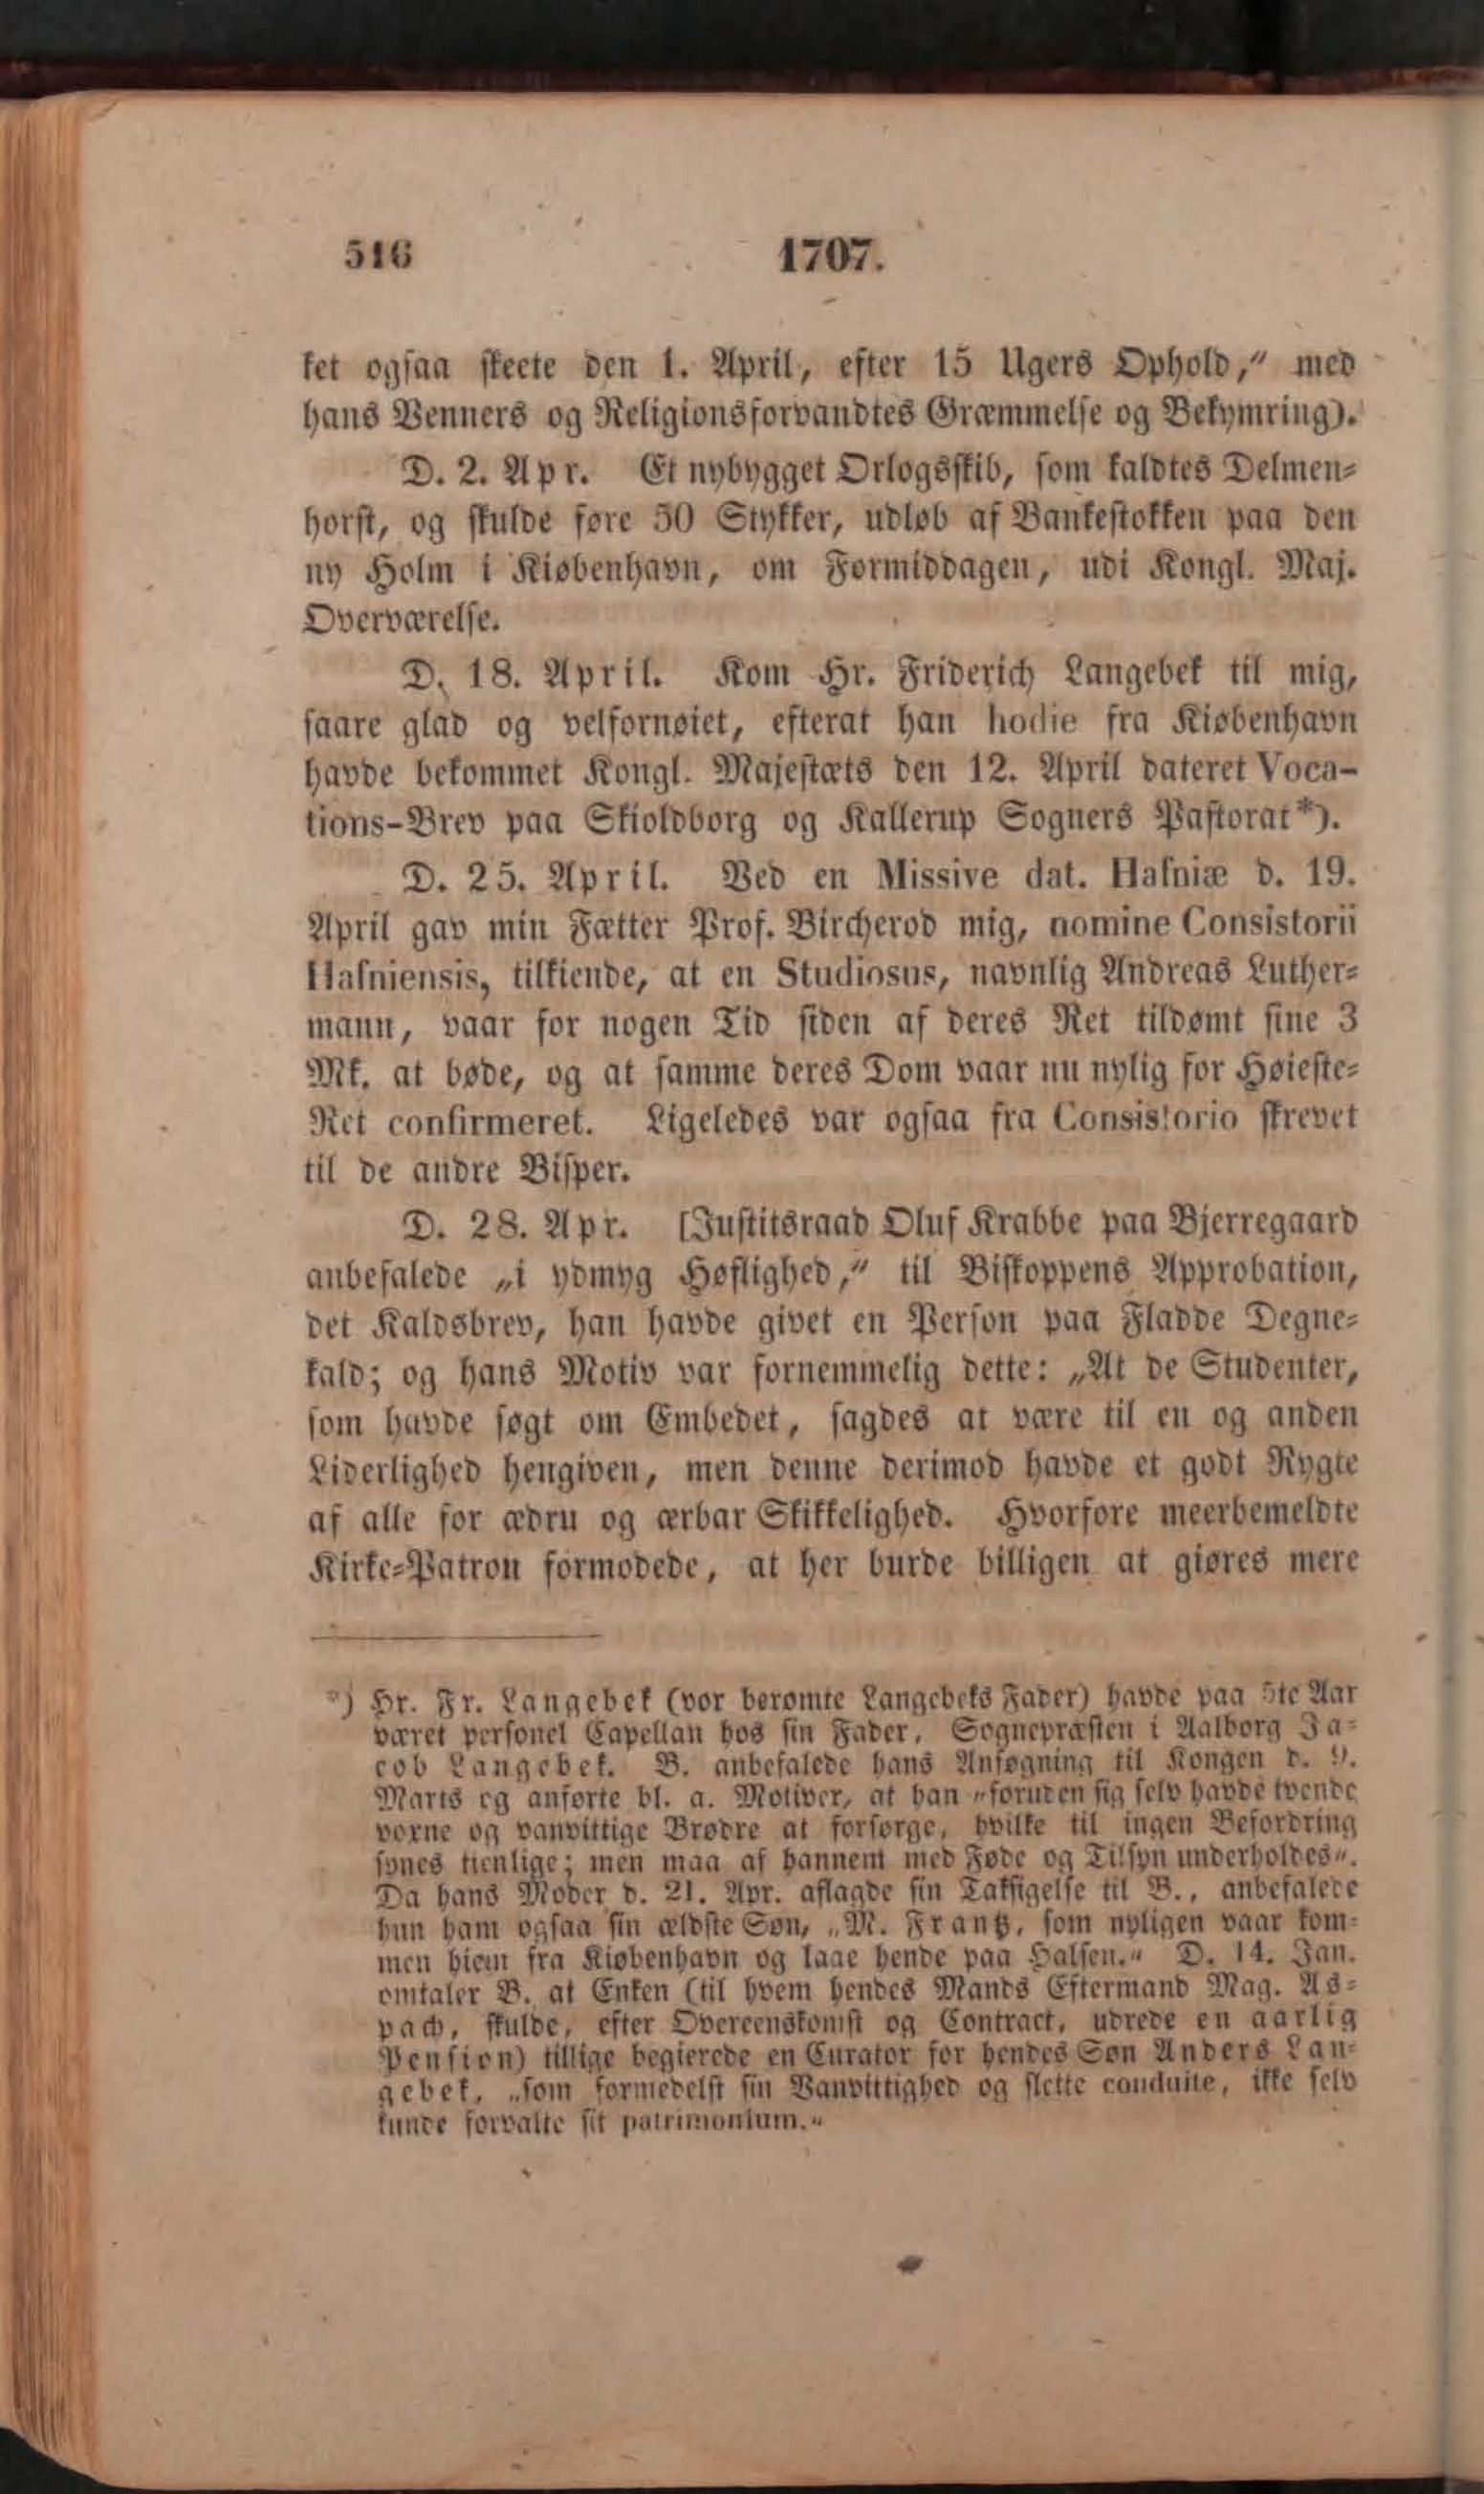 516 1707.
ket ogsaa skeete den 1. April, efter 15 Ugers Ophold,“ med
hans Venners og Religionsforvandtes Græmmelse og Bekymring).
D. 2. Apr. Et nybygget Orlogsskib, som kaldtes Delmen-
horst, og skulde føre 50 Stykker, udløb af Bankestokken paa den
ny Holm i Kiøbenhavn, om Formiddagen, udi Kongl. Maj.
Overværelse.
D. 18. April. Kom Hr. Friderich Langebek til mig,
saare glad og velfornøiet, efterat han hodie fra Kiøbenhavn
havde bekommet Kongl. Majestæts den 12. April dateret Voca-
tions-Brev paa Skioldborg og Kallerup Sogners Pastorat*).
D. 25. April. Ved en Missive dat. Hafniæ d. 19.
April gav min Fætter Prof. Bircherod mig, nomine Consistorii
Hafniensis, tilkiende, at en Studiosus, navnlig Andreas Luther-
mann, vaar for nogen Tid siden af deres Ret tildømt sine 3
Mk. at bøde, og at samme deres Dom vaar nu nylig for Høieste-
Ret confirmeret. Ligeledes var ogsaa fra Consistorio skrevet
til de andre Bisper.
D. 28. Apr. [Justitsraad Oluf Krabbe paa Bjerregaard
anbefalede „i ydmyg Høflighed,“ til Biskoppens Approbation,
det Kaldsbrev, han havde givet en Person paa Fladde Degne-
kald; og hans Motiv var fornemmelig dette: „At de Studenter,
som havde søgt om Embedet, sagdes at være til en og anden
Liderlighed hengiven, men denne derimod havde et godt Rygte
af alle for ædru og ærbar Skikkelighed. Hvorfore meerbemeldte
Kirke-Patron formodede, at her burde billigen at giøres mere
*) Hr. Fr. Langebek (vor berømte Langebeks Fader) havde paa 5te Aar
været personel Capellan hos sin Fader, Sognepræsten i Aalborg Ja-
cob Langebek. B. anbefalede hans Ansøgning til Kongen d. 9.
Marts og anførte bl. a. Motiver, at han „foruden sig selv havde tvende
voxne og vanvittige Brødre at forsørge, hvilke til ingen Befordring
synes tienlige; men maa af hannem med Føde og Tilsyn underholdes“.
Da hans Moder d. 21. Apr. aflagde sin Taksigelse til B., anbefalede
hun ham ogsaa sin ældste Søn, „M. Frantz, som nyligen vaar kom-
men hiem fra Kiøbenhavn og laae hende paa Halsen.“ D. 14. Jan.
omtaler B. at Enken (til hvem hendes Mands Eftermand Mag. As-
pach, skulde, efter Overeenskomst og Contract, udrede en aarlig
Pension) tillige begierede en Curator for hendes Søn Anders Lan-
gebek, „som formedelst sin Vanvittighed og slette conduite, ikke selv
kunde forvalte sit patrimonium.“